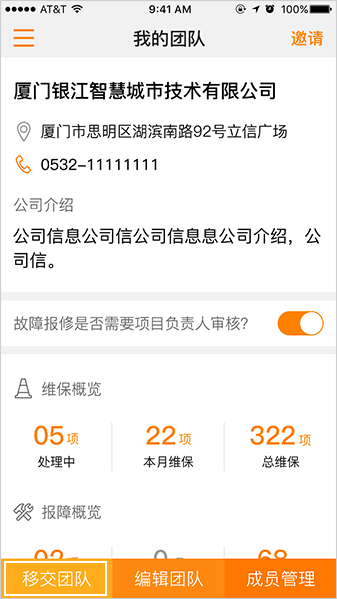 AT&T 9:41 AM 100%
我的团队 邀请
厦门银江智慧城市技术有限公司
厦门市思明区湖滨南路92号立信广场
0532-11111111
公司介绍
公司信息公司信公司信息息公司介绍，公
司信。
故障报修是否需要项目负责人审核？
维保概览
05项 22项 322项
处理中 本月维保 总维保
报障概览
移交团队 编辑团队 成员管理